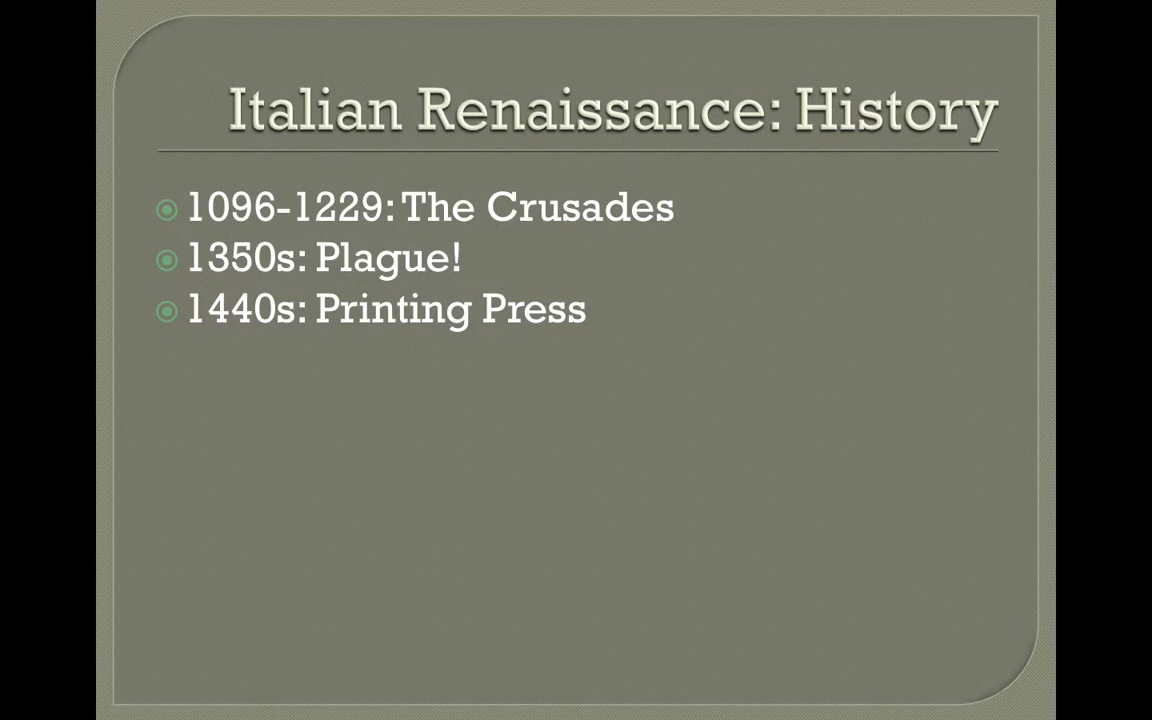 Italian Renaissance: History
1096-1229: The Crusades
1350s: Plague!
1440s: Printing Press